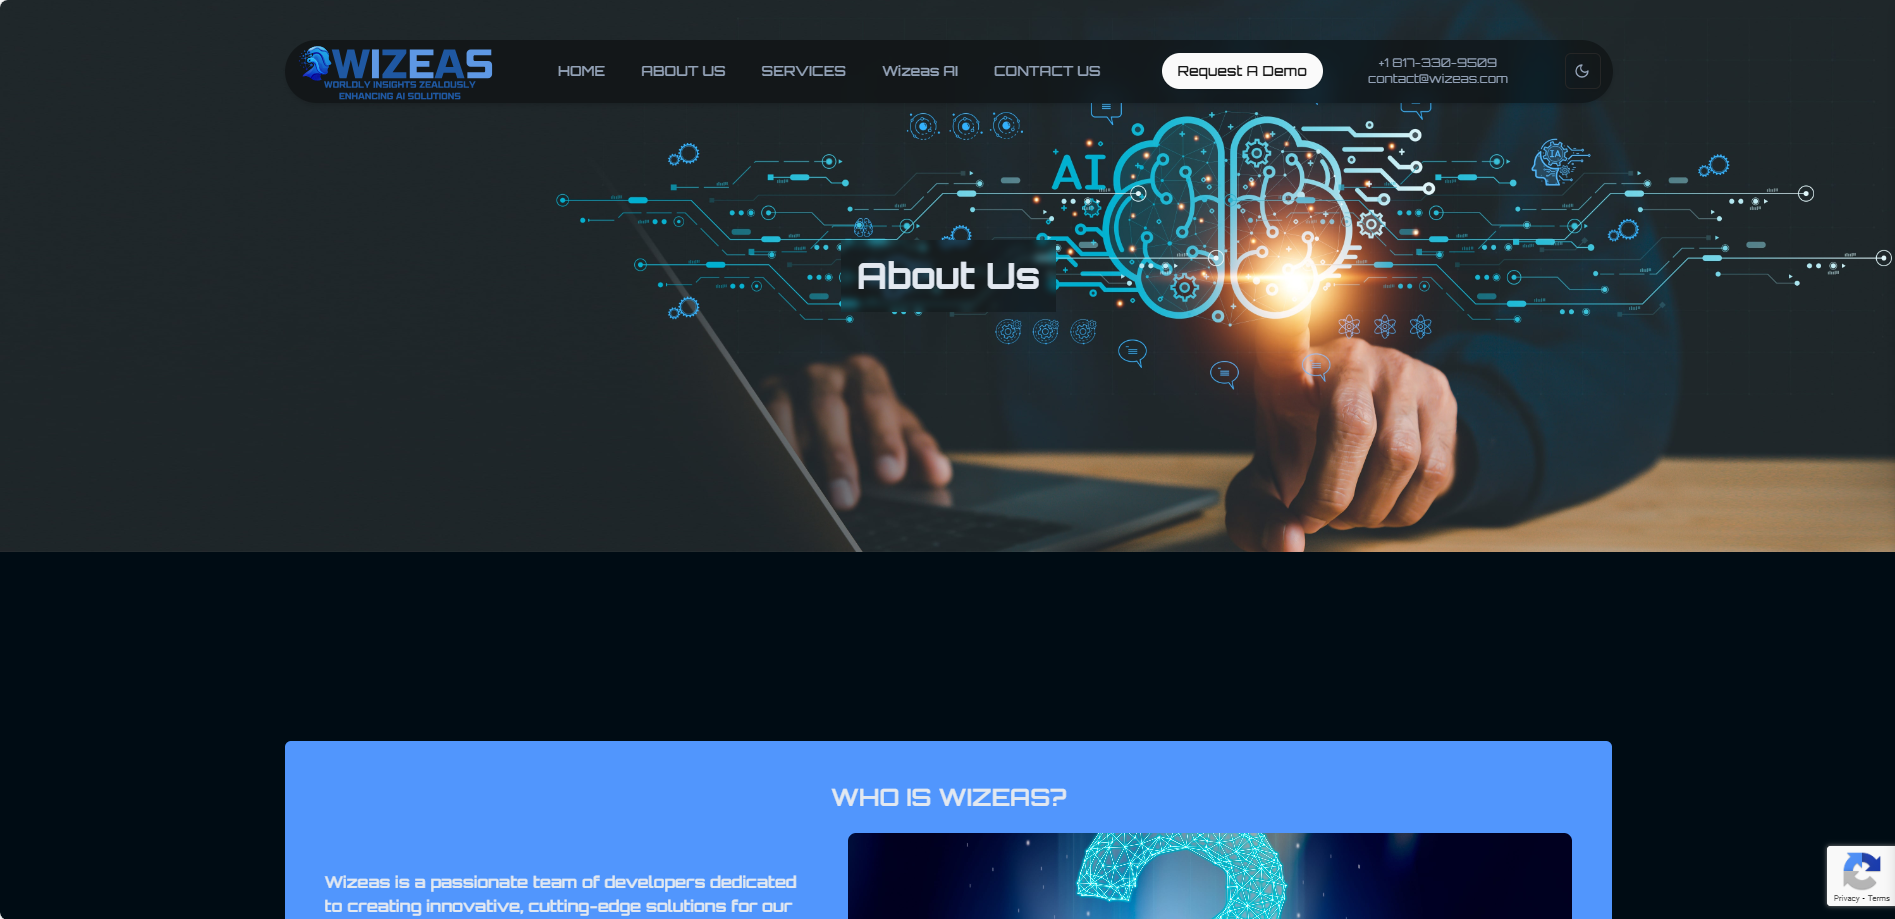 WIZEAS
WORLDLY INSIGHTS ZEALOUSLY
ENHANCING AI SOLUTIONS
HOME
ABOUT US
SERVICES
Wizeas AI
CONTACT US
Request A Demo
+1 817-330-9509
contact@wizeas.com
AI
IA
About Us
WHO IS WIZEAS?
Wizeas is a passionate team of developers dedicated
to creating innovative, cutting-edge solutions for our
Privacy - Terms